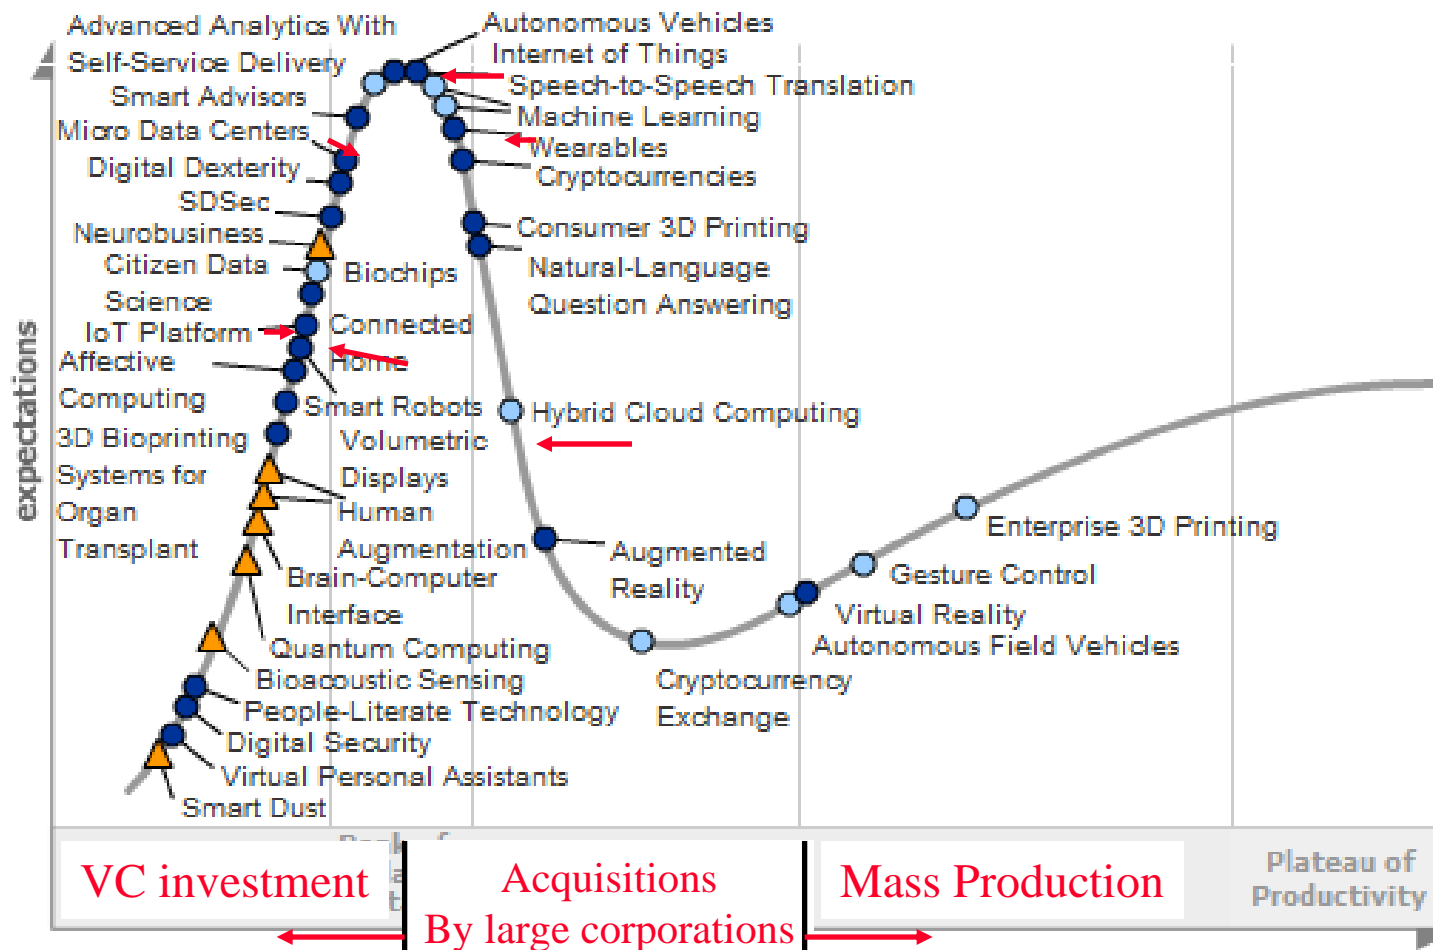 Advanced Analytics With
Self-Service Delivery
Smart Advisors
Micro Data Centers
Digital Dexterity
SDSec
Neurobusiness
Citizen Data
Science
IoT Platform
Affective
Computing
3D Bioprinting
Systems for
Organ
Transplant
Autonomous Vehicles
Internet of Things
Speech-to-Speech Translation
Machine Learning
Wearables
Cryptocurrencies
Consumer 3D Printing
Natural-Language
Question Answering
Biochips
Connected
Home
Smart Robots
Volumetric
Displays
Human
Augmentation
Brain-Computer
Interface
Quantum Computing
Bioacoustic Sensing
People-Literate Technology
Digital Security
Virtual Personal Assistants
Smart Dust
Hybrid Cloud Computing
Augmented
Reality
Cryptocurrency
Exchange
Enterprise 3D Printing
Gesture Control
Virtual Reality
Autonomous Field Vehicles
expectations
VC investment
Acquisitions
By large corporations
Mass Production
Plateau of
Productivity